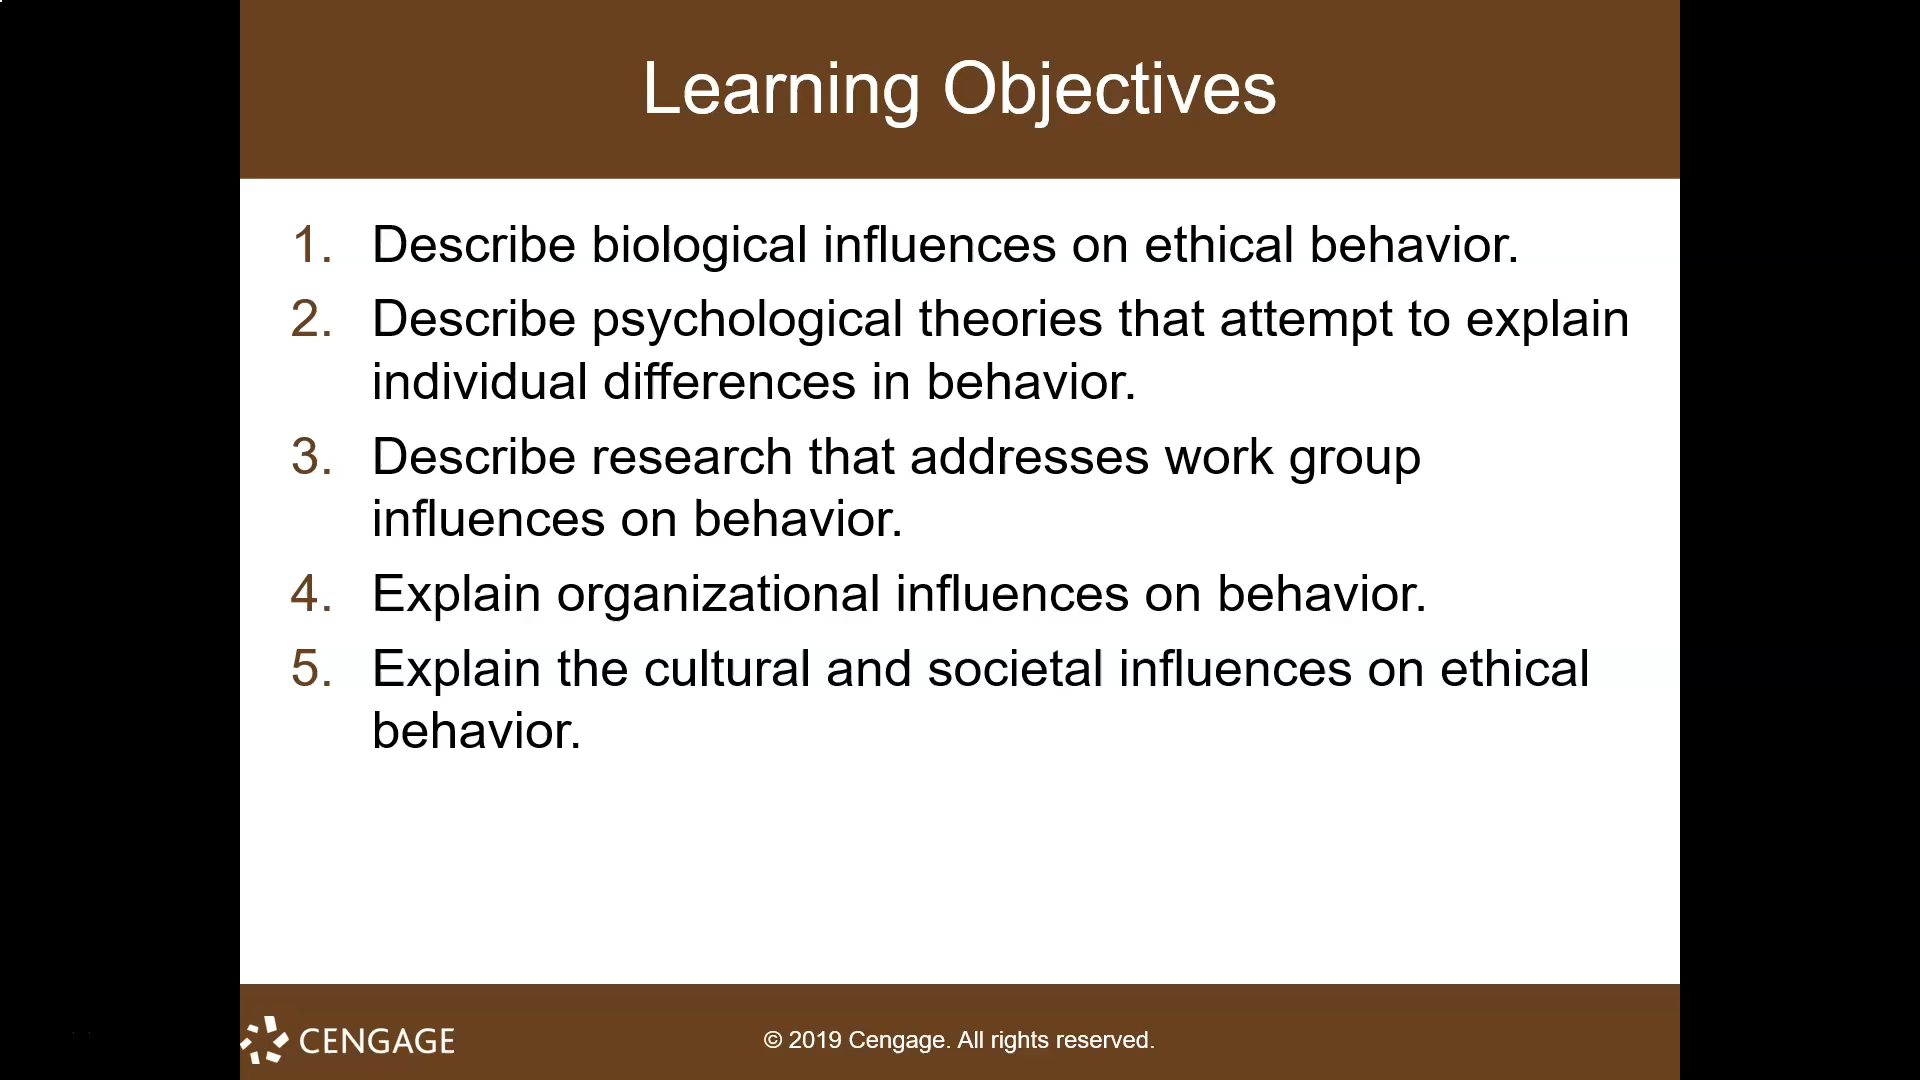 Learning Objectives
1. Describe biological influences on ethical behavior.
2. Describe psychological theories that attempt to explain
individual differences in behavior.
3. Describe research that addresses work group
influences on behavior.
4. Explain organizational influences on behavior.
5. Explain the cultural and societal influences on ethical
behavior.
CENGAGE
© 2019 Cengage. All rights reserved.